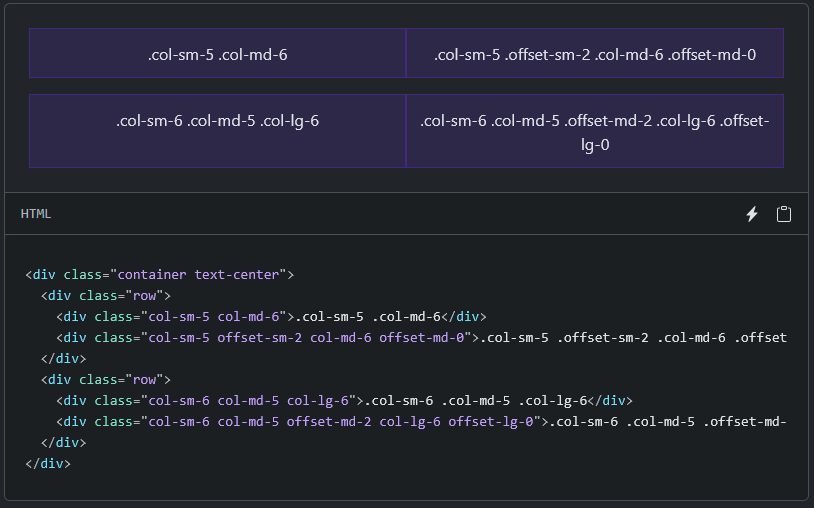 .col-sm-5 .col-md-6
.col-sm-5 .offset-sm-2 .col-md-6 .offset-md-0
.col-sm-6 .col-md-5 .col-lg-6
.col-sm-6 .col-md-5 .offset-md-2 .col-lg-6 .offset-
lg-0
HTML
<div class="container text-center">
  <div class="row">
    <div class="col-sm-5 col-md-6">.col-sm-5 .col-md-6</div>
    <div class="col-sm-5 offset-sm-2 col-md-6 offset-md-0">.col-sm-5 .offset-sm-2 .col-md-6 .offset
  </div>
  <div class="row">
    <div class="col-sm-6 col-md-5 col-lg-6">.col-sm-6 .col-md-5 .col-lg-6</div>
    <div class="col-sm-6 col-md-5 offset-md-2 col-lg-6 offset-lg-0">.col-sm-6 .col-md-5 .offset-md-
  </div>
</div>